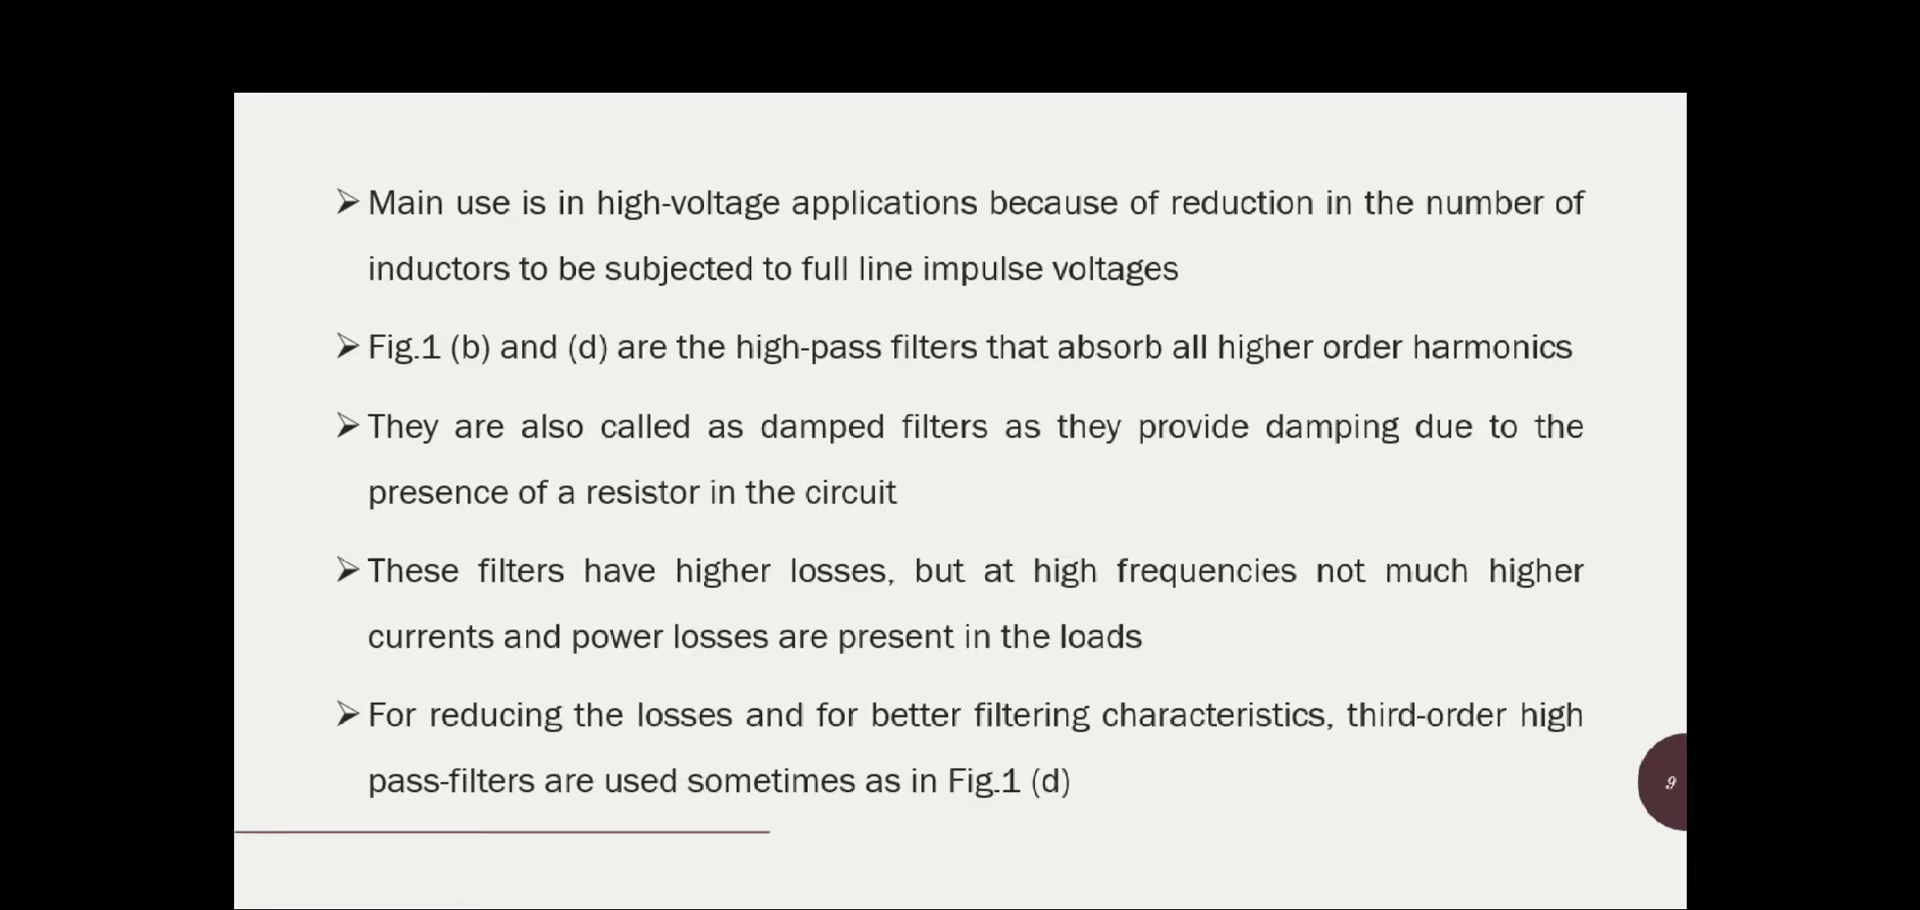 ➢ Main use is in high-voltage applications because of reduction in the number of
inductors to be subjected to full line impulse voltages
➢ Fig.1 (b) and (d) are the high-pass filters that absorb all higher order harmonics
➢ They are also called as damped filters as they provide damping due to the
presence of a resistor in the circuit
➢ These filters have higher losses, but at high frequencies not much higher
currents and power losses are present in the loads
➢ For reducing the losses and for better filtering characteristics, third-order high
pass-filters are used sometimes as in Fig.1 (d)
9